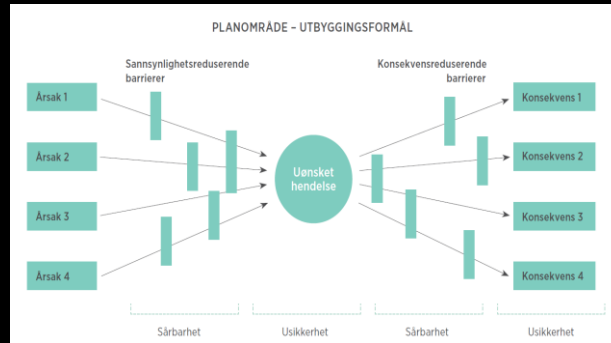 PLANOMRÅDE – UTBYGGINGSFORMÅL
Sannsynlighetsreduserende
barrierer
Konsekvensreduserende
barrierer
Årsak 1
Årsak 2
Årsak 3
Årsak 4
Uønsket
hendelse
Konsekvens 1
Konsekvens 2
Konsekvens 3
Konsekvens 4
Sårbarhet
Usikkerhet
Sårbarhet
Usikkerhet